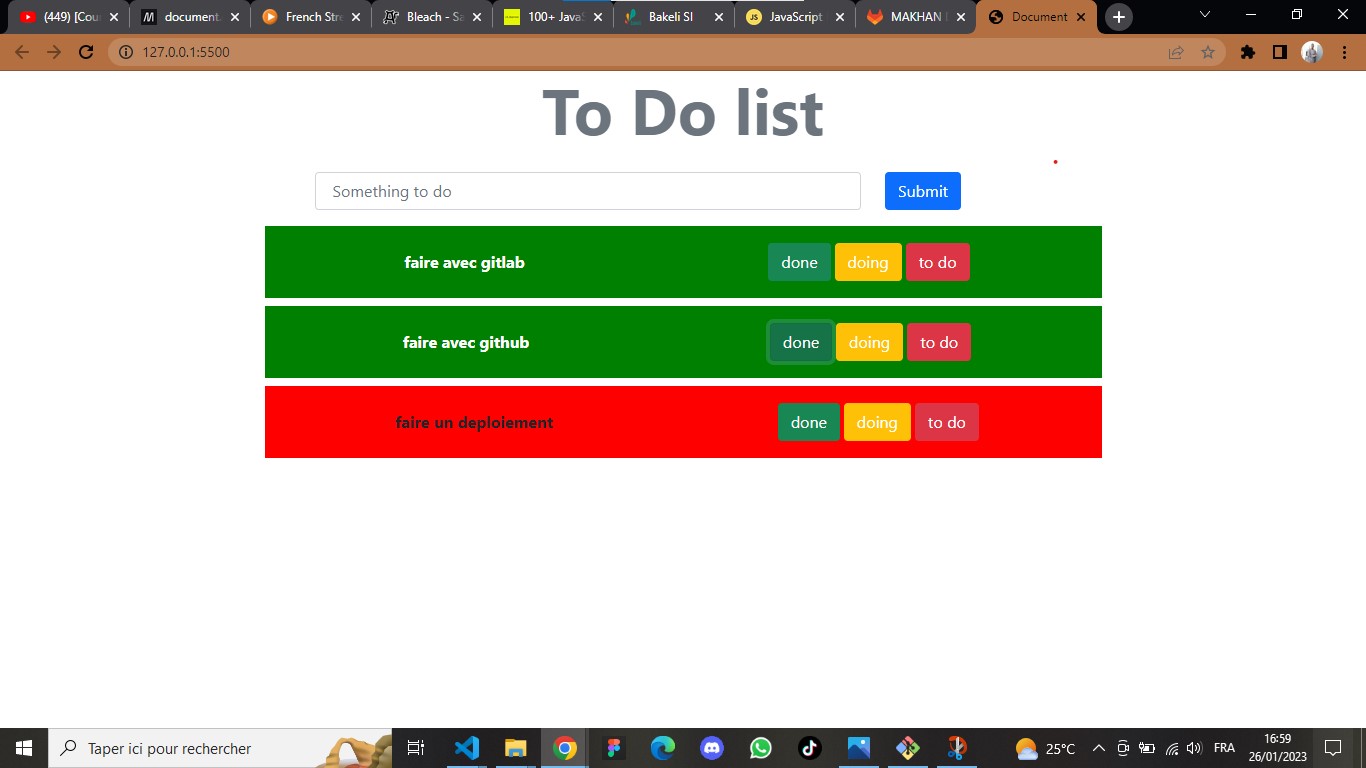 (449) [Cou
document.
French Stre
Bleach - Sa
100+ JavaS
Bakeli SI
JavaScript
MAKHAN
Document
127.0.0.1:5500
To Do list
Something to do
Submit
faire avec gitlab
done
doing
to do
faire avec github
done
doing
to do
faire un deploiement
done
doing
to do
Taper ici pour rechercher
25°C
FRA
16:59
26/01/2023